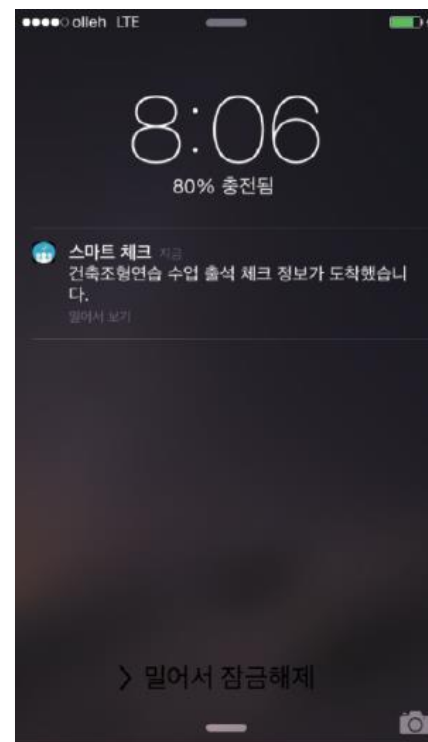 olleh LTE
8:06
80% 충전됨
스마트 체크 지금
건축조형연습 수업 출석 체크 정보가 도착했습니
다.
밀어서 보기
> 밀어서 잠금해제